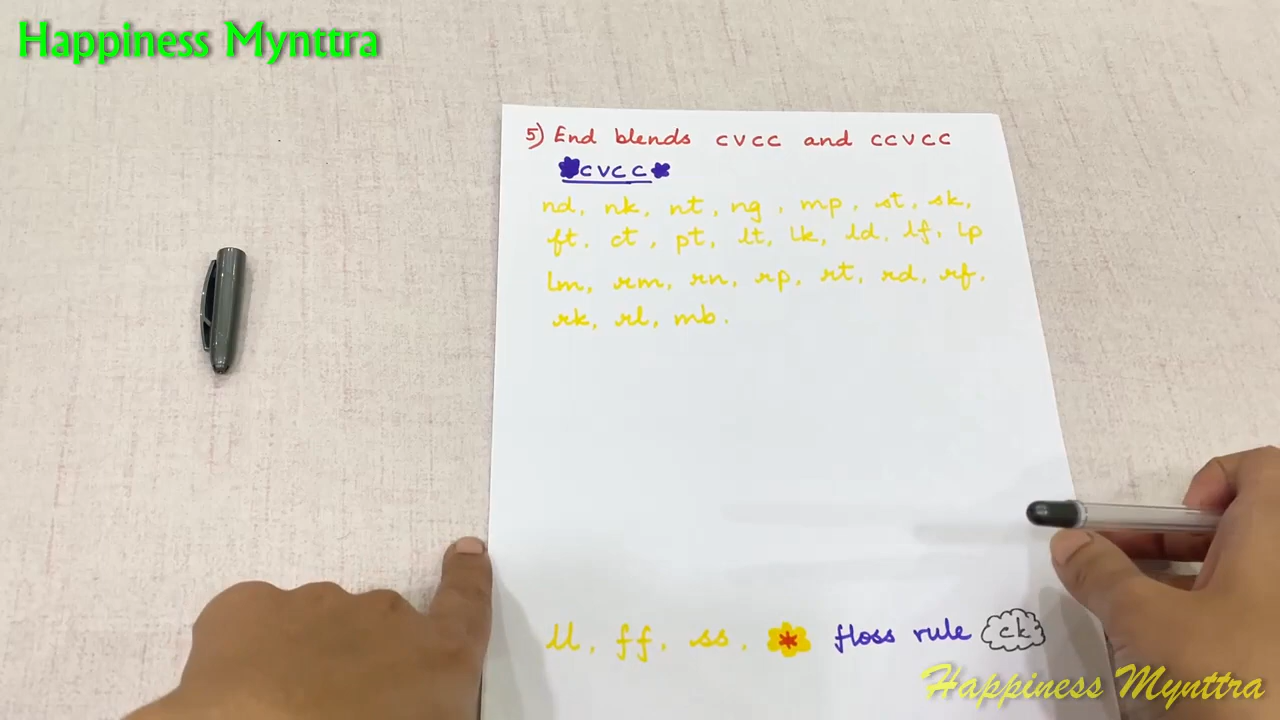 Happiness Mynttra
5) End blends cvcc and ccvcc
cvcc
nd, nk, nt, ng, mp, st, sk,
ft, ct, pt, lt, lk, ld, lf, lp
lm, rm, rn, rp, rt, rd, rf,
rk, rl, mb.
ll, ff, ss, floss rule ck
Happiness Mynttra